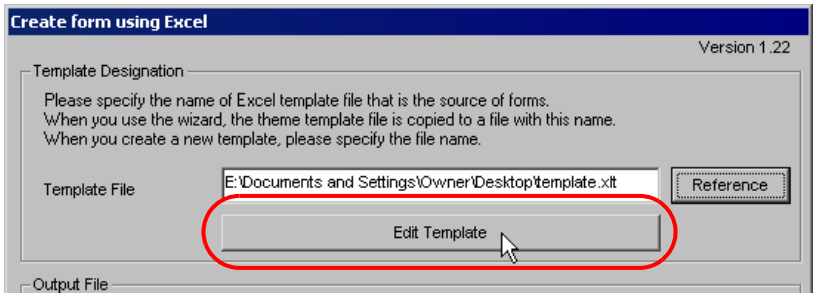 Create form using Excel
Version 1.22
Template Designation
Please specify the name of Excel template file that is the source of forms.
When you use the wizard, the theme template file is copied to a file with this name.
When you create a new template, please specify the file name.
Template File
E:\Documents and Settings\Owner\Desktop\template.xlt
Reference
Edit Template
Output File